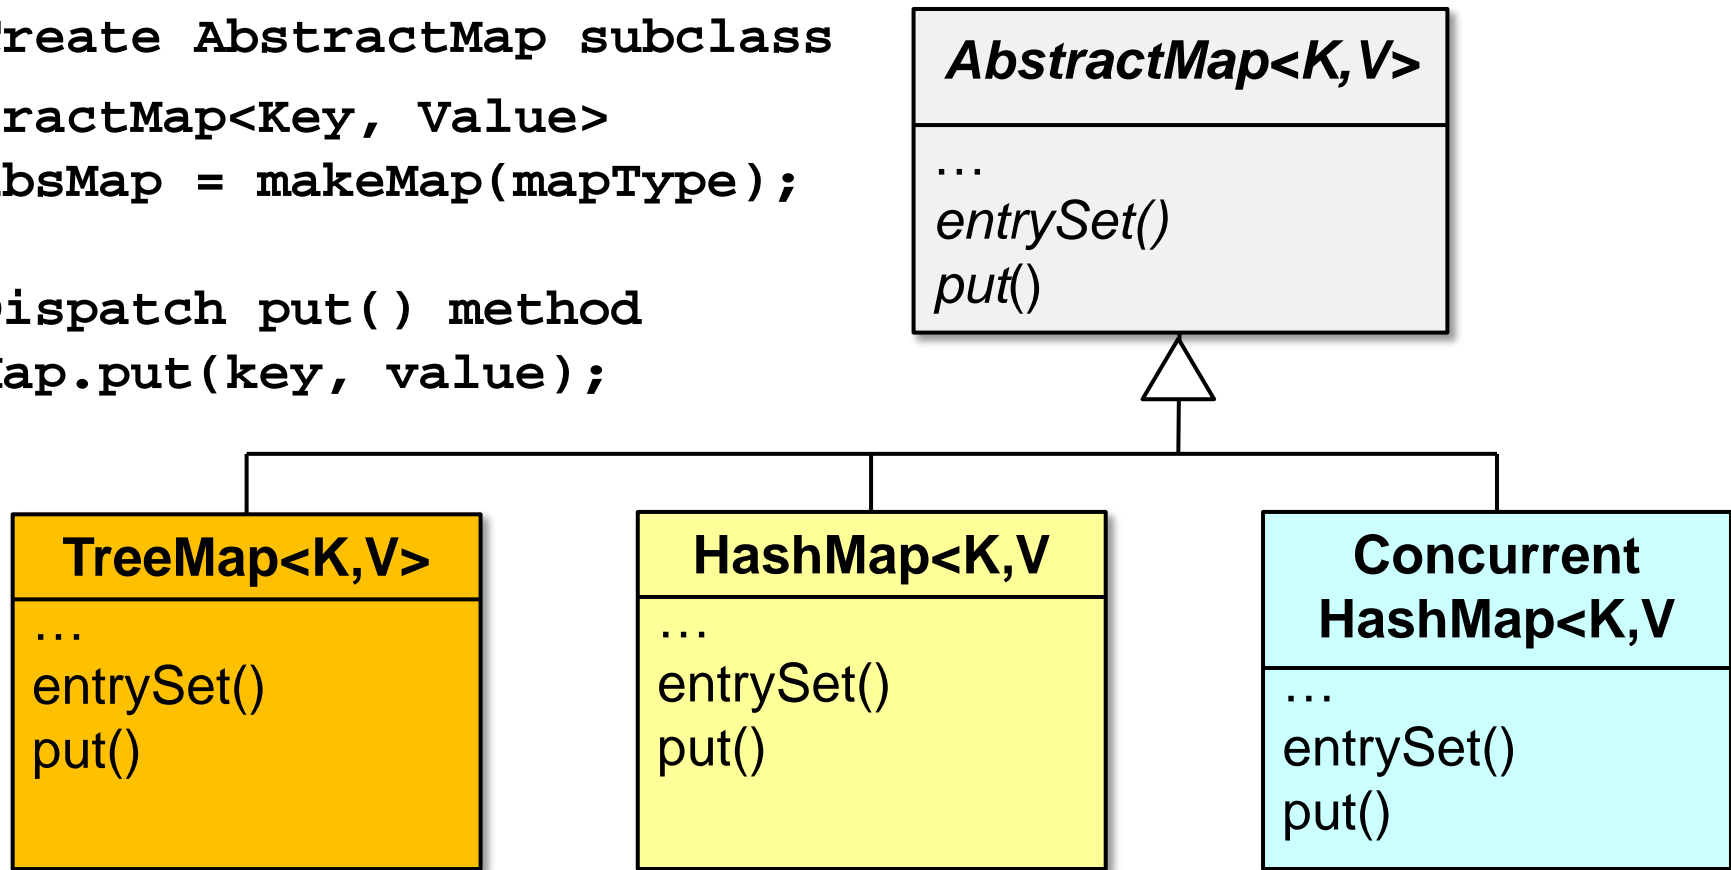 reate AbstractMap subclass
ractMap<Key, Value>
bsMap = makeMap(mapType);
ispatch put() method
ap.put(key, value);
AbstractMap<K,V>
…
entrySet()
put()
TreeMap<K,V>
…
entrySet()
put()
HashMap<K,V
…
entrySet()
put()
Concurrent
HashMap<K,V
…
entrySet()
put()